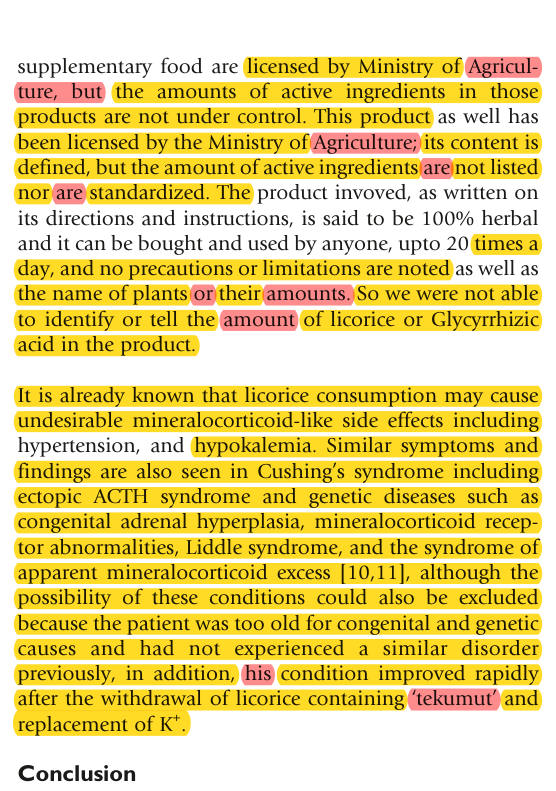 supplementary food are licensed by Ministry of Agricul-
ture, but the amounts of active ingredients in those
products are not under control. This product as well has
been licensed by the Ministry of Agriculture; its content is
defined, but the amount of active ingredients are not listed
nor are standardized. The product invoved, as written on
its directions and instructions, is said to be 100% herbal
and it can be bought and used by anyone, upto 20 times a
day, and no precautions or limitations are noted as well as
the name of plants or their amounts. So we were not able
to identify or tell the amount of licorice or Glycyrrhizic
acid in the product.
It is already known that licorice consumption may cause
undesirable mineralocorticoid-like side effects including
hypertension, and hypokalemia. Similar symptoms and
findings are also seen in Cushing's syndrome including
ectopic ACTH syndrome and genetic diseases such as
congenital adrenal hyperplasia, mineralocorticoid recep-
tor abnormalities, Liddle syndrome, and the syndrome of
apparent mineralocorticoid excess [10,11], although the
possibility of these conditions could also be excluded
because the patient was too old for congenital and genetic
causes and had not experienced a similar disorder
previously, in addition, his condition improved rapidly
after the withdrawal of licorice containing 'tekumut' and
replacement of K⁺.
Conclusion